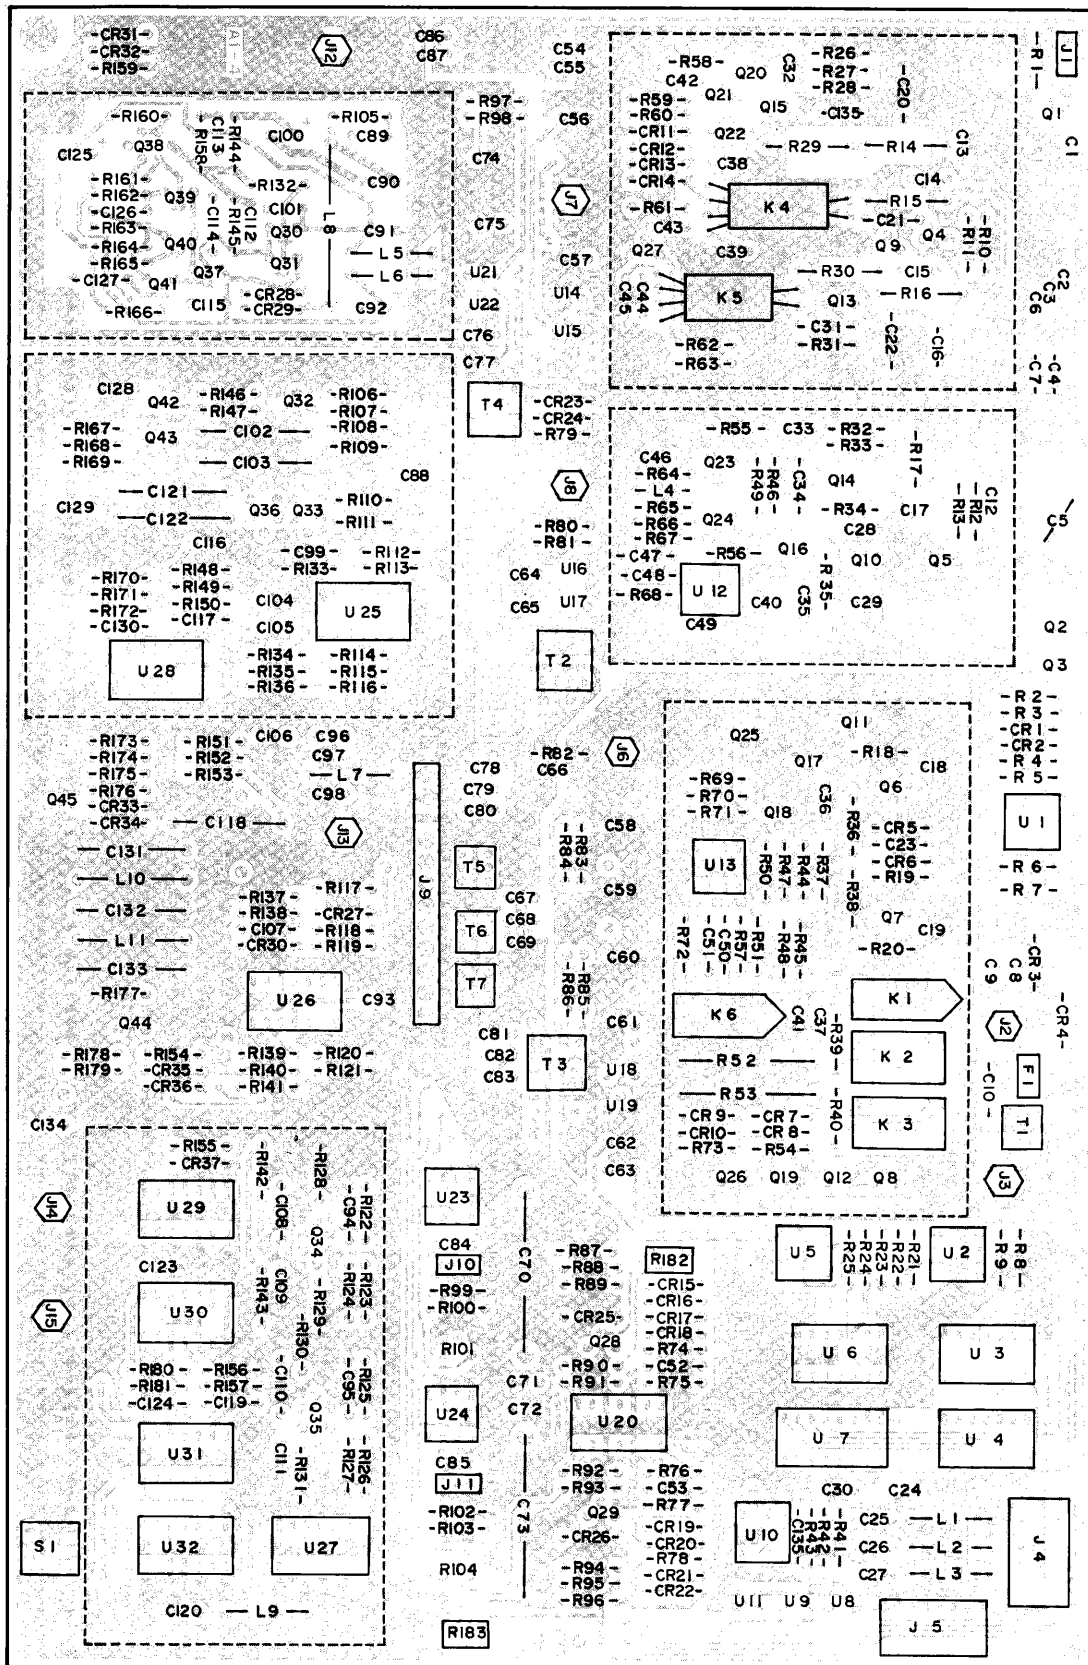 -CR31-
-CR32-
-R159-
A1
J12
C86
C87
C54
C55
-R58-
C42
Q20
Q21
C32
-R26-
-R27-
-R28-
-R1-
J1
-R160-
C113
R158-
-R144-
C100
-R105-
C89
-R97-
-R98-
C56
-R59-
-R60-
-CR11-
-CR12-
-CR13-
-CR14-
Q15
-C135-
-C20-
Q1
C1
C125
Q38
Q22
C38
-R29-
-R14-
C13
C74
-R161-
-R162-
-C126-
-R163-
-R164-
-R165-
-C127-
-R166-
Q39
Q40
Q41
-C114-
-R145-
C112
-R132-
C101
Q30
Q31
Q37
C115
-CR28-
-CR29-
L8
C90
C91
-L5-
-L6-
C92
C75
U21
U22
C76
C77
J7
C57
U14
U15
-R61-
C43
Q27
K4
C39
K5
C44
C45
-R62-
-R63-
C14
-R15-
-C21-
Q9
Q4
-R10-
-R11-
-R30-
C15
-R16-
Q13
-C31-
-R31-
-C22-
-C16-
C2
C3
C6
-C4-
-C7-
C128
Q42
-R146-
-R147-
Q32
-R106-
-R107-
-R108-
-R109-
T4
-CR23-
-CR24-
-R79-
-R167-
-R168-
-R169-
Q43
-C102-
-C103-
C88
-R55-
C33
-R32-
-R33-
-R17-
C46
-R64-
-L4-
-R65-
-R66-
-R67-
Q23
-R46-
-R49-
-C34-
Q14
C12
-R12-
-R13-
J8
C129
-C121-
-C122-
Q36
Q33
-R110-
-R111-
-R80-
-R81-
Q24
-R34-
C28
C17
C5
C116
-C99-
-R133-
-R112-
-R113-
-C47-
-C48-
-R68-
-R56-
Q16
-R35-
Q10
Q5
-R170-
-R171-
-R172-
-C130-
-R148-
-R149-
-R150-
-C117-
C104
C105
U25
C64
C65
U16
U17
U12
C49
C40
C35
C29
Q2
Q3
U28
-R134-
-R135-
-R136-
-R114-
-R115-
-R116-
T2
-R173-
-R174-
-R175-
-R176-
-CR33-
-CR34-
-R151-
-R152-
-R153-
C106
C96
C97
-L7-
C98
C78
C79
C80
-R82-
C66
J6
Q25
Q11
Q17
-R18-
C18
-R2-
-R3-
-CR1-
-CR2-
-R4-
-R5-
Q45
-C118-
J13
J9
-R83-
-R84-
C58
-R69-
-R70-
-R71-
Q18
C36
-R36-
Q6
-CR5-
-C23-
-CR6-
-R19-
U1
-C131-
-L10-
-C132-
-L11-
-C133-
-R177-
Q44
-R137-
-R138-
-C107-
-CR30-
-R117-
-CR27-
-R118-
-R119-
T5
T6
T7
C67
C68
C69
C59
U13
-R50-
-R47-
-R44-
-R37-
-R38-
-R6-
-R7-
Q7
C19
-R20-
U26
C93
-R85-
-R86-
C60
C61
-R72-
-C51-
-C50-
-R57-
-R51-
-R48-
-R45-
C9
C8
-CR3-
K6
C41
C37
K1
J2
-CR4-
-R178-
-R179-
-R154-
-CR35-
-CR36-
-R139-
-R140-
-R141-
-R120-
-R121-
C81
C82
C83
T3
U18
U19
-R52-
-R53-
-R39-
-R40-
K2
K3
F1
-C10-
T1
C134
C62
C63
-CR9-
-CR10-
-R73-
-CR7-
-CR8-
-R54-
Q26
Q19
Q12
Q8
J3
-R155-
-CR37-
-R142-
-R128-
J14
U29
-C108-
-C94-
-R122-
Q34
U23
C84
J10
-R99-
-R100-
C70
-R87-
-R88-
-R89-
R182
-CR15-
-CR16-
-CR17-
-CR18-
-R74-
-C52-
-R75-
U5
-R25-
-R24-
-R23-
-R22-
-R21-
U2
-R9-
-R8-
C123
U30
J15
-R143-
C109
-R129-
-R130-
-R124-
-R123-
R101
-CR25-
Q28
-R90-
-R91-
U6
U3
-R180-
-R181-
-C124-
-R156-
-R157-
-C119-
-C110-
-C95-
-R125-
Q35
C71
C72
U24
U20
U7
U4
U31
C111
-R131-
-R127-
-R126-
C85
J11
-R102-
-R103-
R104
C73
-R92-
-R93-
Q29
-CR26-
-R94-
-R95-
-R96-
-R76-
-C53-
-R77-
-CR19-
-CR20-
-R78-
-CR21-
-CR22-
C30
C24
C25
C26
C27
-L1-
-L2-
-L3-
J4
S1
U32
U27
U10
C135-
-R43-
-R42-
-R41-
U11
U9
U8
J5
C120
-L9-
R183